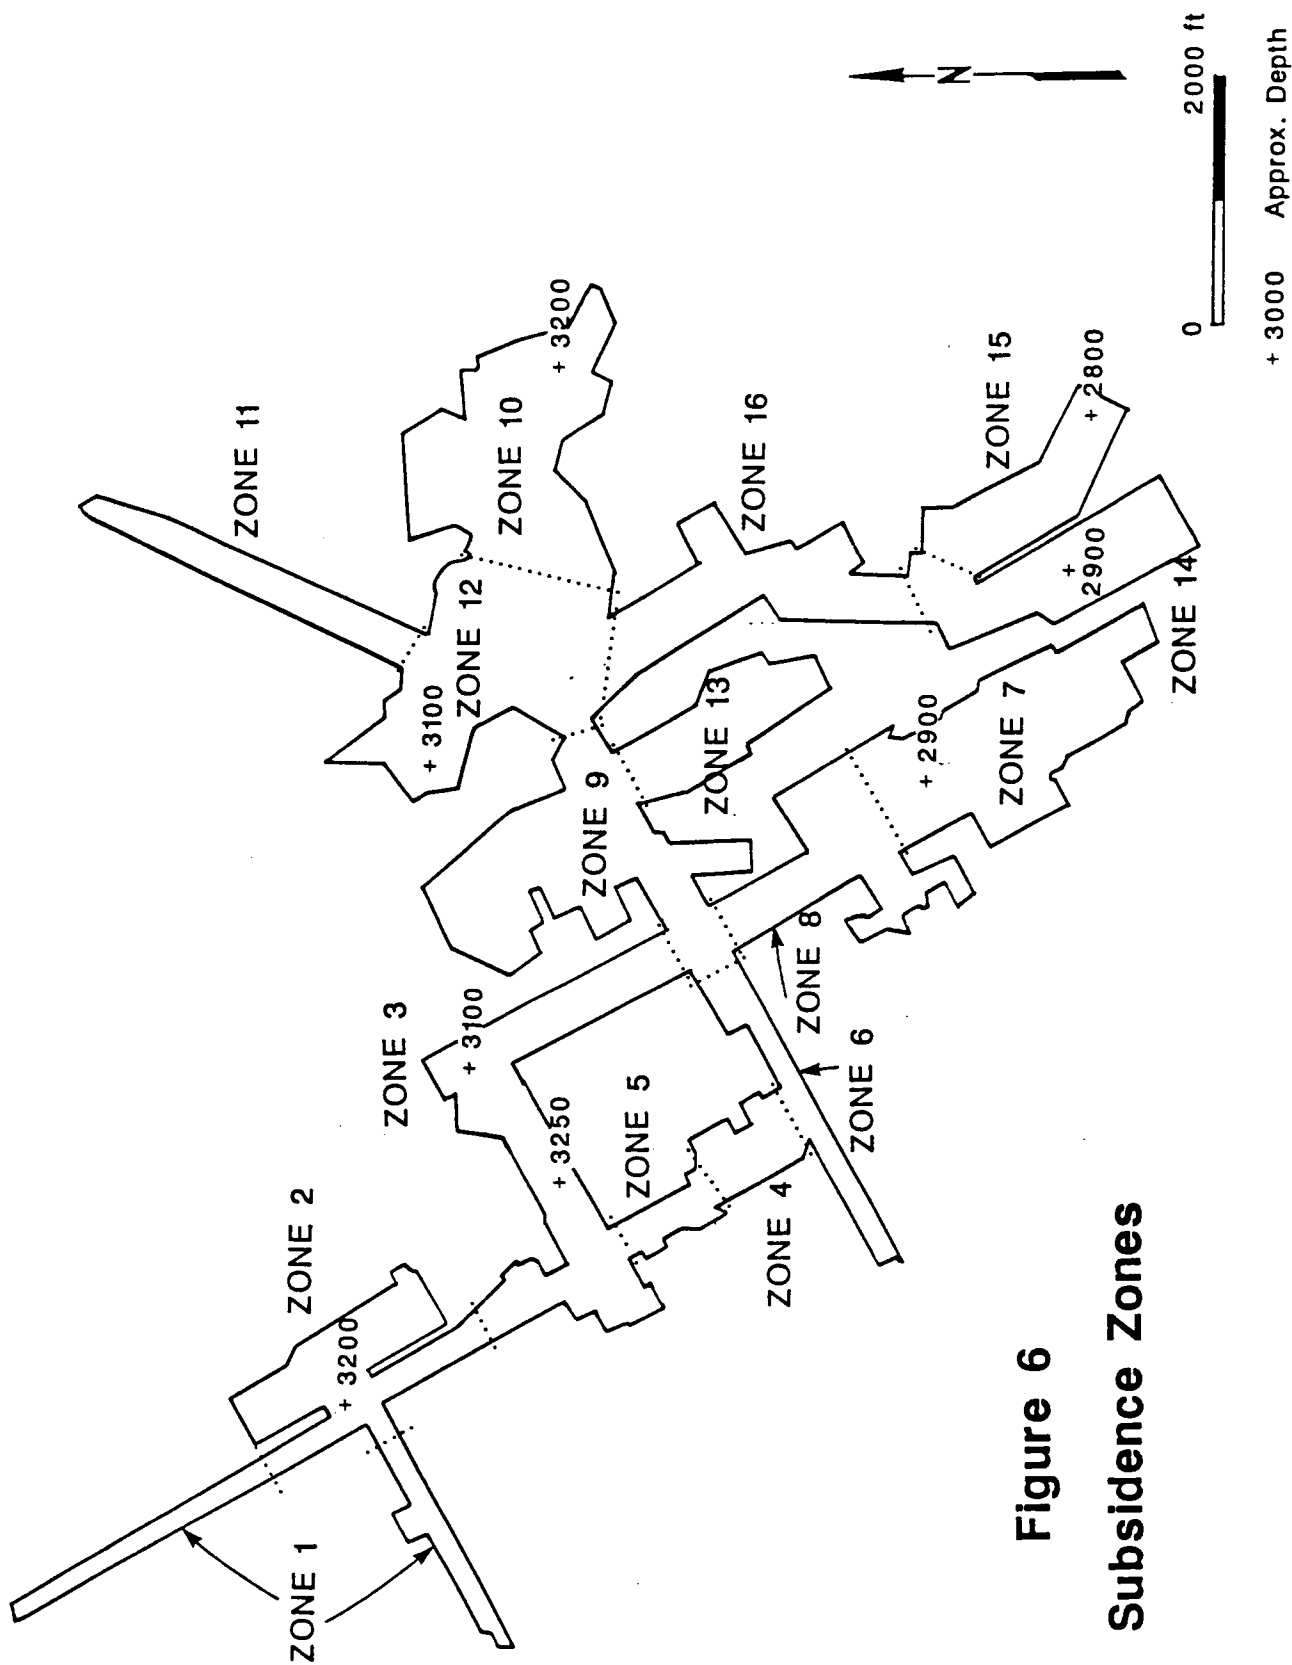 ZONE 1
ZONE 2
+ 3200
ZONE 3
+ 3100
+ 3250
ZONE 5
ZONE 4
ZONE 6
ZONE 8
ZONE 9
ZONE 11
+ 3100
ZONE 12
ZONE 10
+ 3200
ZONE 13
ZONE 16
+ 2900
ZONE 7
ZONE 15
+ 2800
+ 2900
ZONE 14
N
0 2000 ft
+ 3000 Approx. Depth
Figure 6
Subsidence Zones